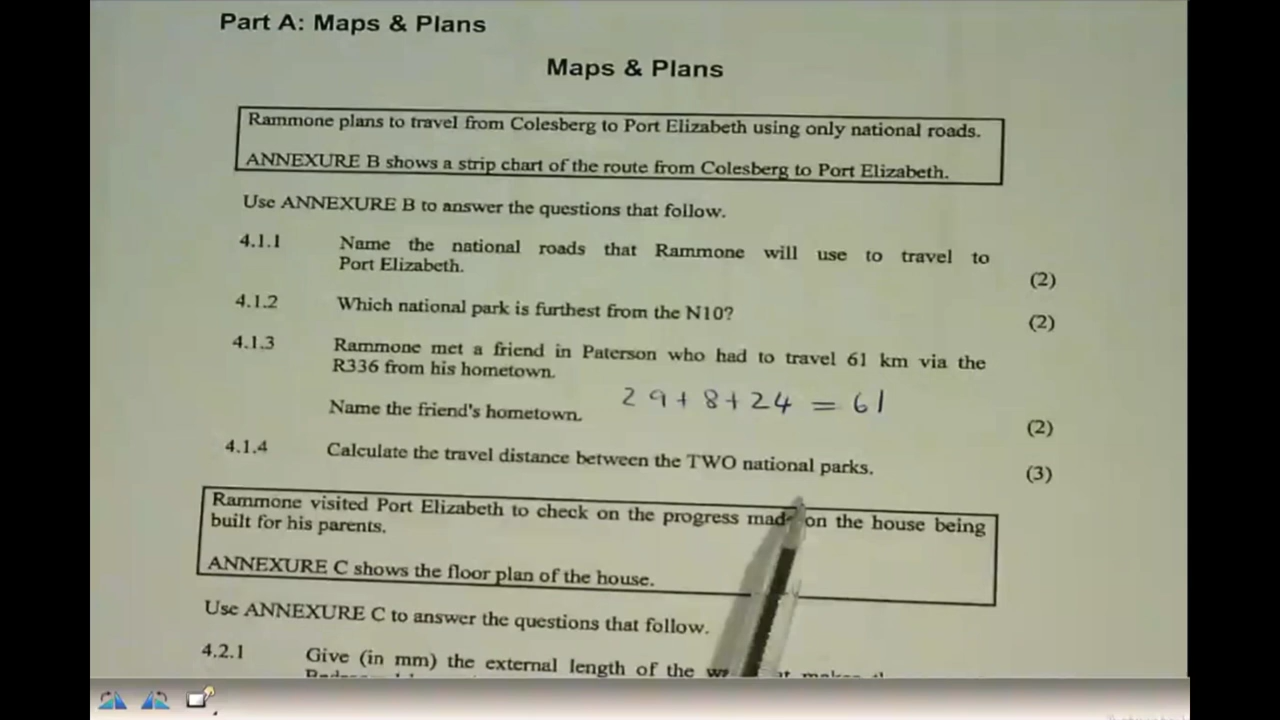 Part A: Maps & Plans
Maps & Plans
Rammone plans to travel from Colesberg to Port Elizabeth using only national roads.
ANNEXURE B shows a strip chart of the route from Colesberg to Port Elizabeth.
Use ANNEXURE B to answer the questions that follow.
4.1.1 Name the national roads that Rammone will use to travel to
Port Elizabeth. (2)
4.1.2 Which national park is furthest from the N10? (2)
4.1.3 Rammone met a friend in Paterson who had to travel 61 km via the
R336 from his hometown.
29+8+24 = 61
Name the friend's hometown. (2)
4.1.4 Calculate the travel distance between the TWO national parks. (3)
Rammone visited Port Elizabeth to check on the progress mad on the house being
built for his parents.
ANNEXURE C shows the floor plan of the house.
Use ANNEXURE C to answer the questions that follow.
4.2.1 Give (in mm) the external length of the